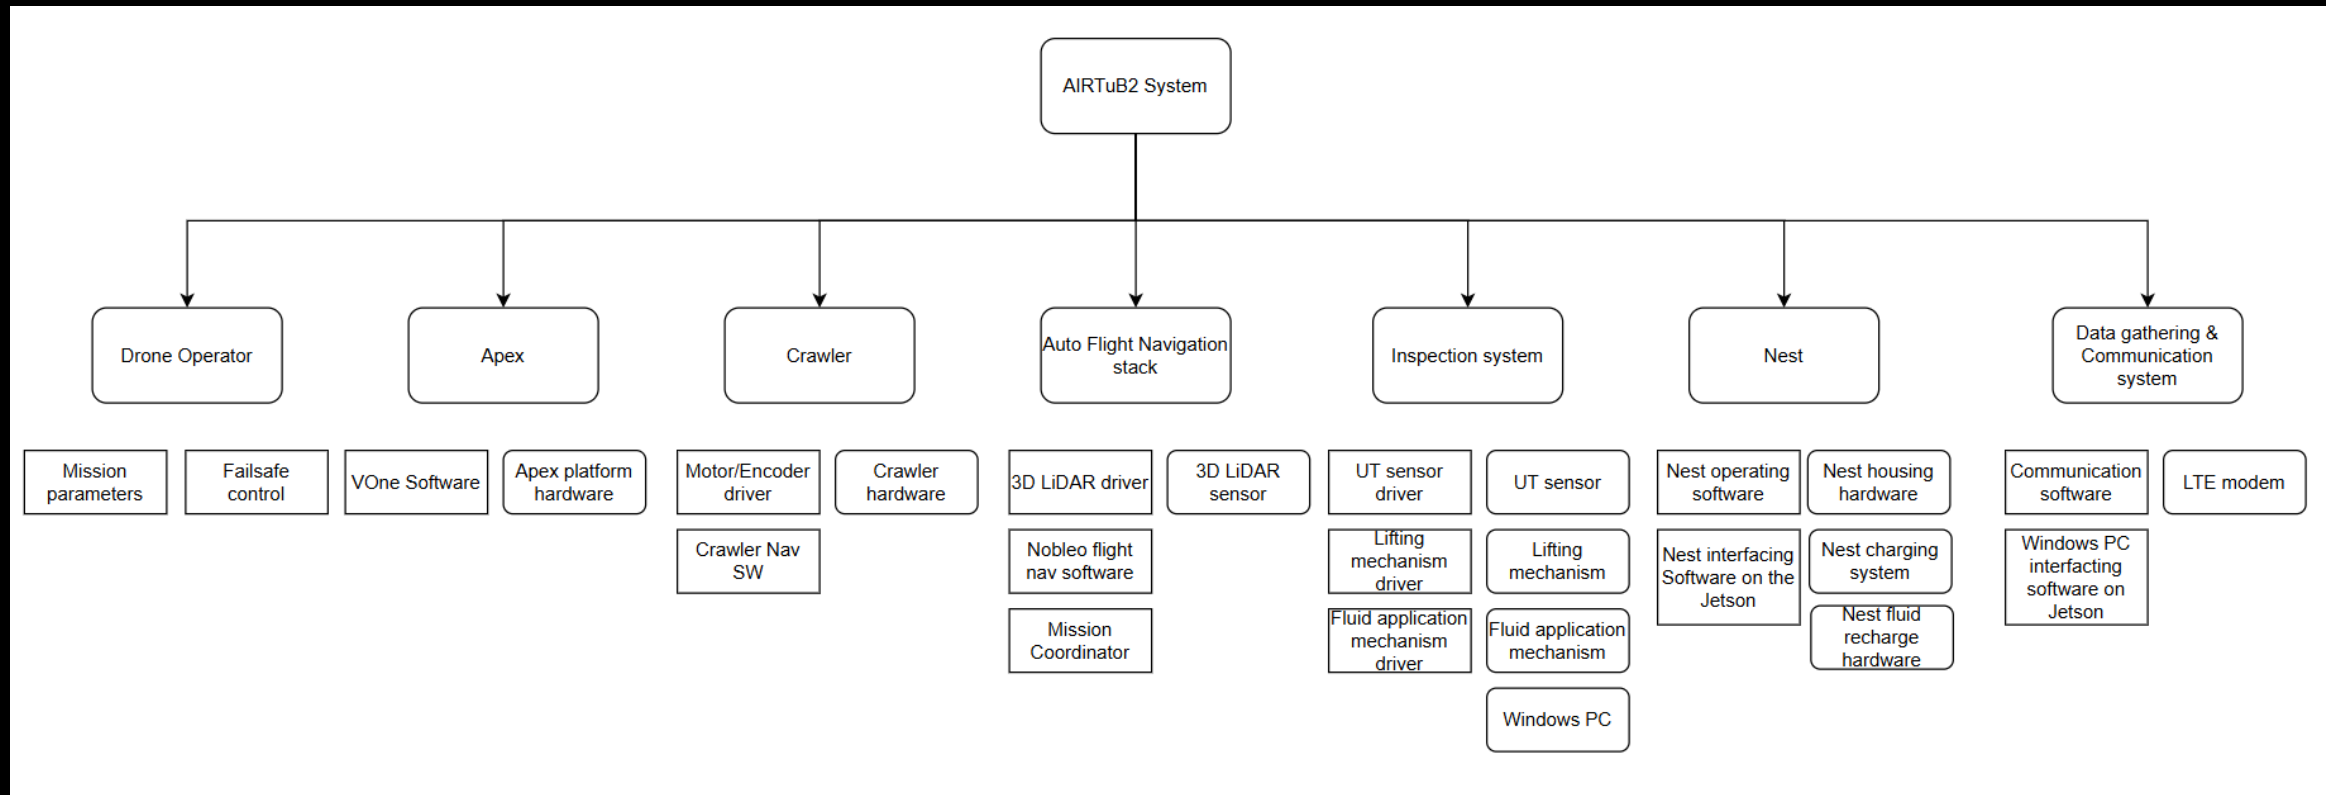 AIRTuB2 System
Drone Operator
Apex
Crawler
Auto Flight Navigation
stack
Inspection system
Nest
Data gathering &
Communication
system
Mission
parameters
Failsafe
control
VOne Software
Apex platform
hardware
Motor/Encoder
driver
Crawler
hardware
3D LiDAR driver
3D LiDAR
sensor
UT sensor
driver
UT sensor
Nest operating
software
Nest housing
hardware
Communication
software
LTE modem
Crawler Nav
SW
Nobleo flight
nav software
Lifting
mechanism
driver
Lifting
mechanism
Nest interfacing
Software on the
Jetson
Nest charging
system
Windows PC
interfacting
software on
Jetson
Mission
Coordinator
Fluid application
mechanism
driver
Fluid application
mechanism
Nest fluid
recharge
hardware
Windows PC